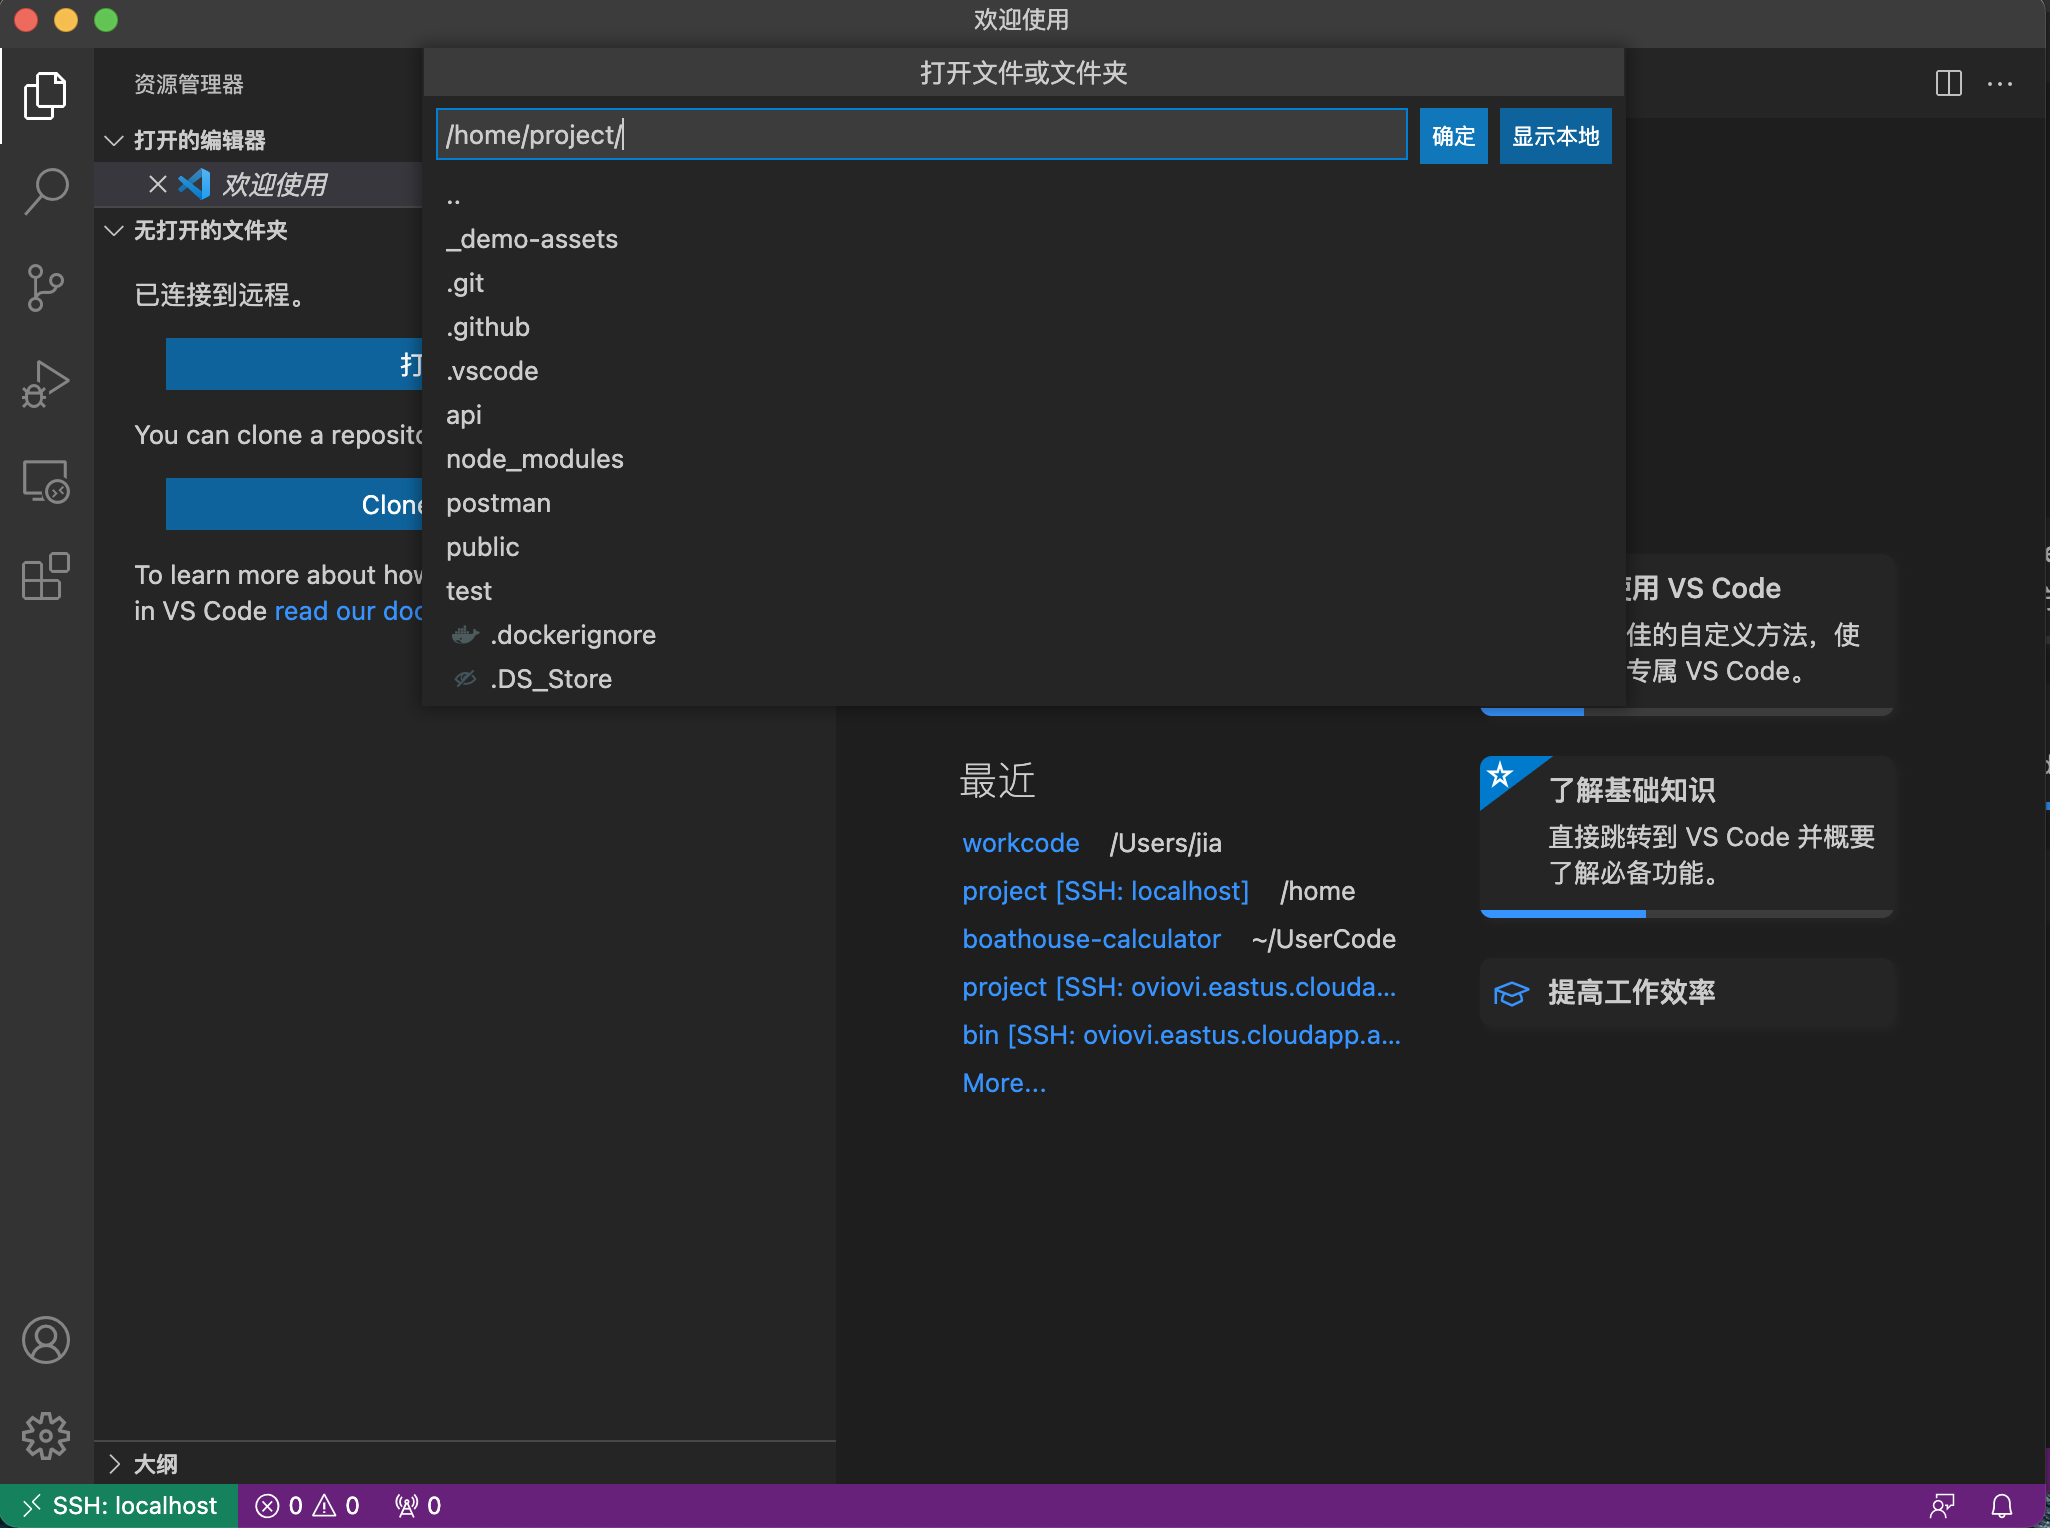 欢迎使用
资源管理器
打开的编辑器
欢迎使用
无打开的文件夹
已连接到远程。
打
You can clone a reposito
Clone
To learn more about how
in VS Code read our doc
大纲
打开文件或文件夹
/home/project/
确定
显示本地
..
_demo-assets
.git
.github
.vscode
api
node_modules
postman
public
test
.dockerignore
.DS_Store
使用 VS Code
佳的自定义方法，使
专属 VS Code。
最近
workcode /Users/jia
project [SSH: localhost] /home
boathouse-calculator ~/UserCode
project [SSH: oviovi.eastus.clouda...
bin [SSH: oviovi.eastus.cloudapp.a...
More...
了解基础知识
直接跳转到 VS Code 并概要
了解必备功能。
提高工作效率
SSH: localhost 0 0 0